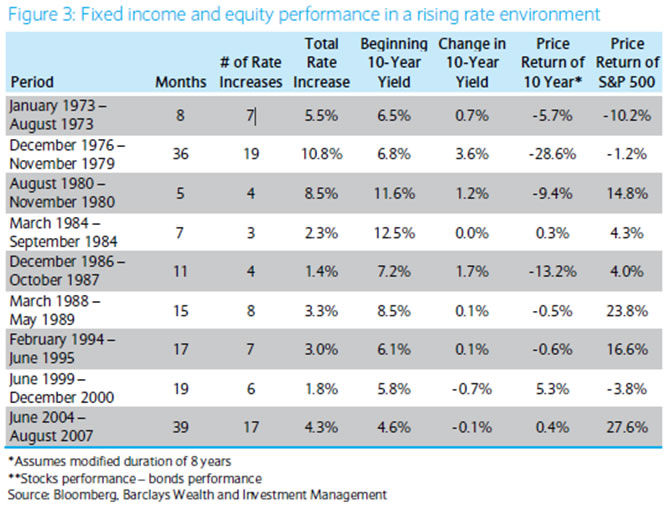 Figure 3: Fixed income and equity performance in a rising rate environment
Period Months # of Rate Increases Total Rate Increase Beginning 10-Year Yield Change in 10-Year Yield Price Return of 10 Year* Price Return of S&P 500
January 1973 – August 1973 8 7 5.5% 6.5% 0.7% -5.7% -10.2%
December 1976 – November 1979 36 19 10.8% 6.8% 3.6% -28.6% -1.2%
August 1980 – November 1980 5 4 8.5% 11.6% 1.2% -9.4% 14.8%
March 1984 – September 1984 7 3 2.3% 12.5% 0.0% 0.3% 4.3%
December 1986 – October 1987 11 4 1.4% 7.2% 1.7% -13.2% 4.0%
March 1988 – May 1989 15 8 3.3% 8.5% 0.1% -0.5% 23.8%
February 1994 – June 1995 17 7 3.0% 6.1% 0.1% -0.6% 16.6%
June 1999 – December 2000 19 6 1.8% 5.8% -0.7% 5.3% -3.8%
June 2004 – August 2007 39 17 4.3% 4.6% -0.1% 0.4% 27.6%
*Assumes modified duration of 8 years
**Stocks performance – bonds performance
Source: Bloomberg, Barclays Wealth and Investment Management